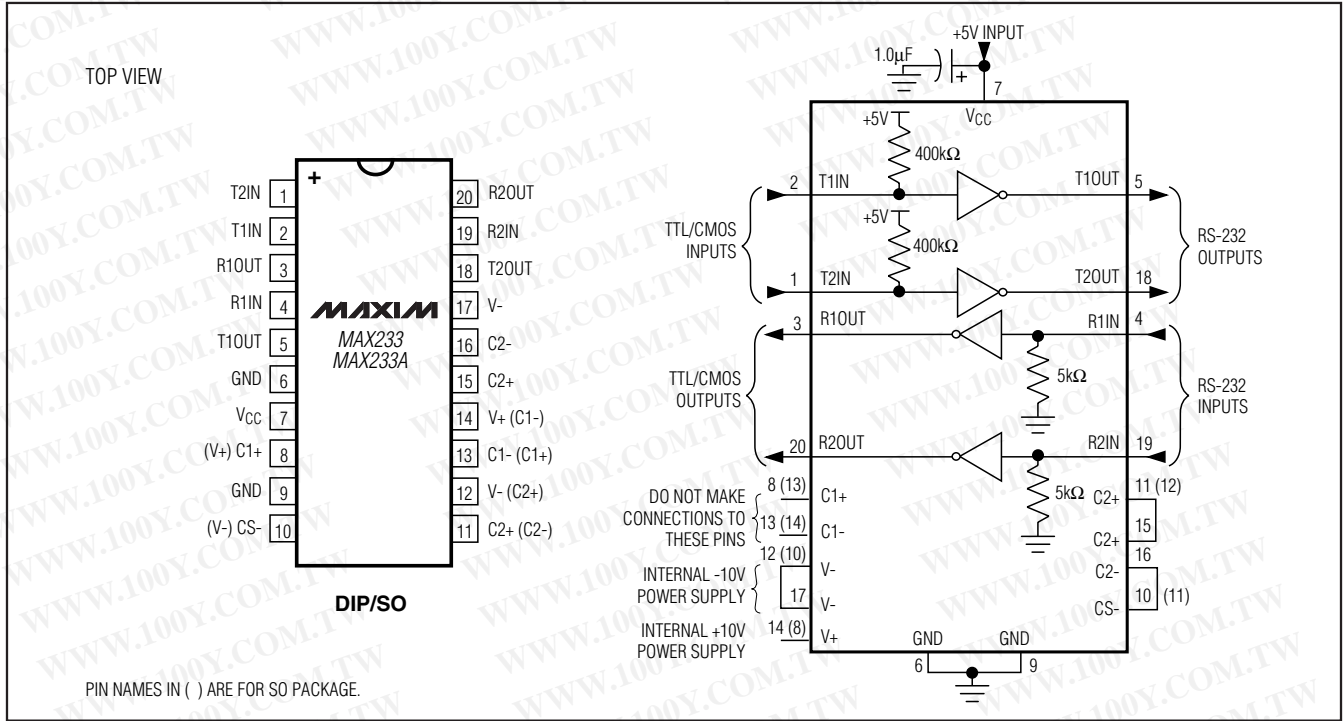 TOP VIEW
T2IN 1
T1IN 2
R1OUT 3
R1IN 4
T1OUT 5
GND 6
VCC 7
(V+) C1+ 8
GND 9
(V-) CS- 10
+
MAXIM
MAX233
MAX233A
20 R2OUT
19 R2IN
18 T2OUT
17 V-
16 C2-
15 C2+
14 V+ (C1-)
13 C1- (C1+)
12 V- (C2+)
11 C2+ (C2-)
DIP/SO
PIN NAMES IN ( ) ARE FOR SO PACKAGE.
+5V INPUT
1.0µF
+
7
VCC
+5V
400kΩ
2 T1IN
T1OUT 5
+5V
400kΩ
TTL/CMOS
INPUTS
RS-232
OUTPUTS
1 T2IN
T2OUT 18
3 R1OUT
R1IN 4
5kΩ
TTL/CMOS
OUTPUTS
RS-232
INPUTS
20 R2OUT
R2IN 19
5kΩ
DO NOT MAKE
CONNECTIONS TO
THESE PINS
8 (13) C1+
13 (14) C1-
INTERNAL -10V
POWER SUPPLY
12 (10) V-
17 V-
INTERNAL +10V
POWER SUPPLY
14 (8) V+
C2+ 11 (12)
C2+ 15
C2- 16
CS- 10 (11)
GND GND
6 9
WWW.100Y.COM.TW